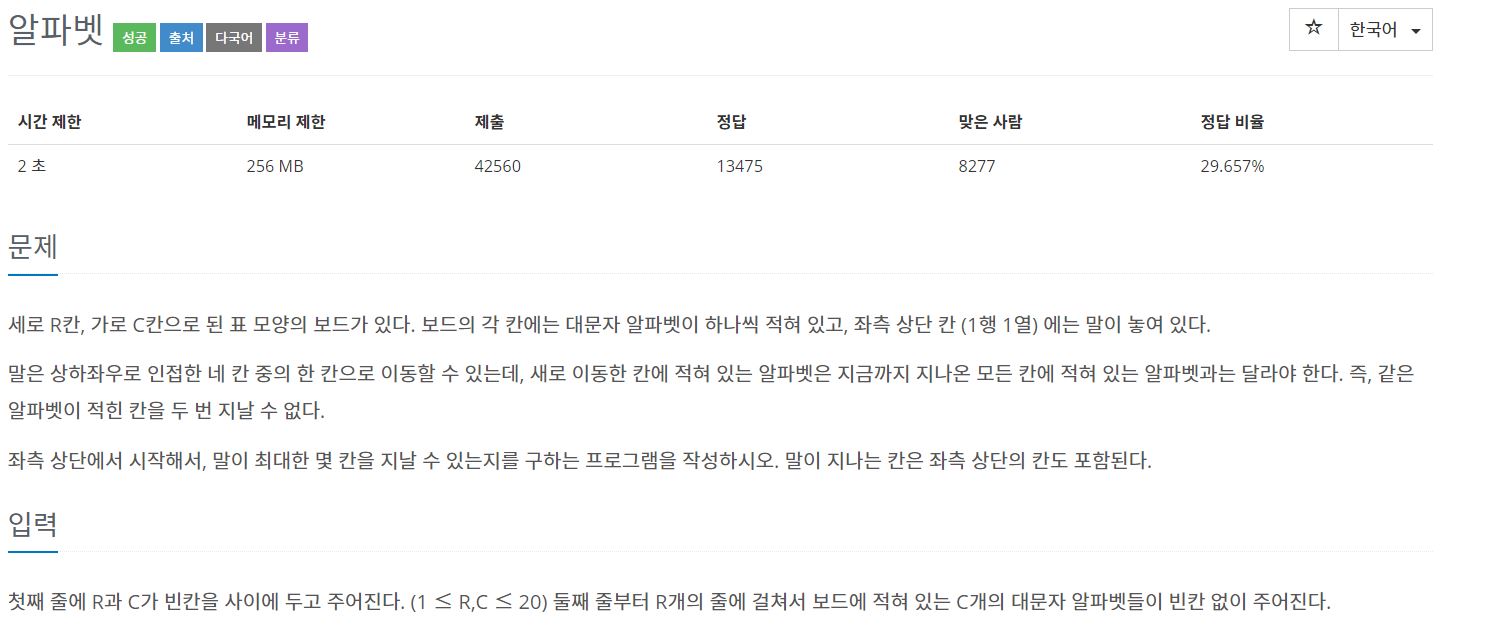 알파벳 성공 출처 다국어 분류
☆ 한국어
시간 제한 메모리 제한 제출 정답 맞은 사람 정답 비율
2 초 256 MB 42560 13475 8277 29.657%
문제
세로 R칸, 가로 C칸으로 된 표 모양의 보드가 있다. 보드의 각 칸에는 대문자 알파벳이 하나씩 적혀 있고, 좌측 상단 칸 (1행 1열) 에는 말이 놓여 있다.
말은 상하좌우로 인접한 네 칸 중의 한 칸으로 이동할 수 있는데, 새로 이동한 칸에 적혀 있는 알파벳은 지금까지 지나온 모든 칸에 적혀 있는 알파벳과는 달라야 한다. 즉, 같은
알파벳이 적힌 칸을 두 번 지날 수 없다.
좌측 상단에서 시작해서, 말이 최대한 몇 칸을 지날 수 있는지를 구하는 프로그램을 작성하시오. 말이 지나는 칸은 좌측 상단의 칸도 포함된다.
입력
첫째 줄에 R과 C가 빈칸을 사이에 두고 주어진다. (1 ≤ R,C ≤ 20) 둘째 줄부터 R개의 줄에 걸쳐서 보드에 적혀 있는 C개의 대문자 알파벳들이 빈칸 없이 주어진다.